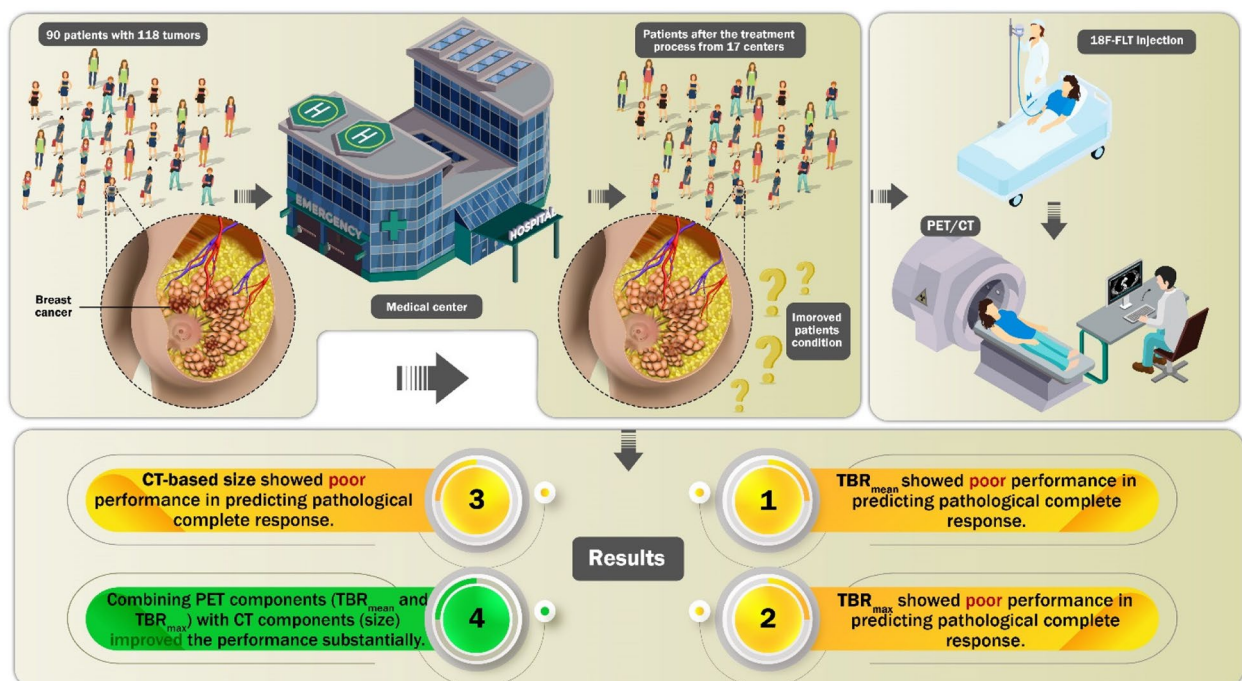 90 patients with 118 tumors
Patients after the treatment
process from 17 centers
18F-FLT injection
H
H
EMERGENCY
HOSPITAL
Breast
cancer
Medical center
Imoroved
patients
condition
PET/CT
CT-based size showed poor
performance in predicting pathological
complete response.
3
1
TBRmean showed poor performance in
predicting pathological complete
response.
Results
Combining PET components (TBRmean and
TBRmax) with CT components (size)
improved the performance substantially.
4
2
TBRmax showed poor performance in
predicting pathological complete
response.